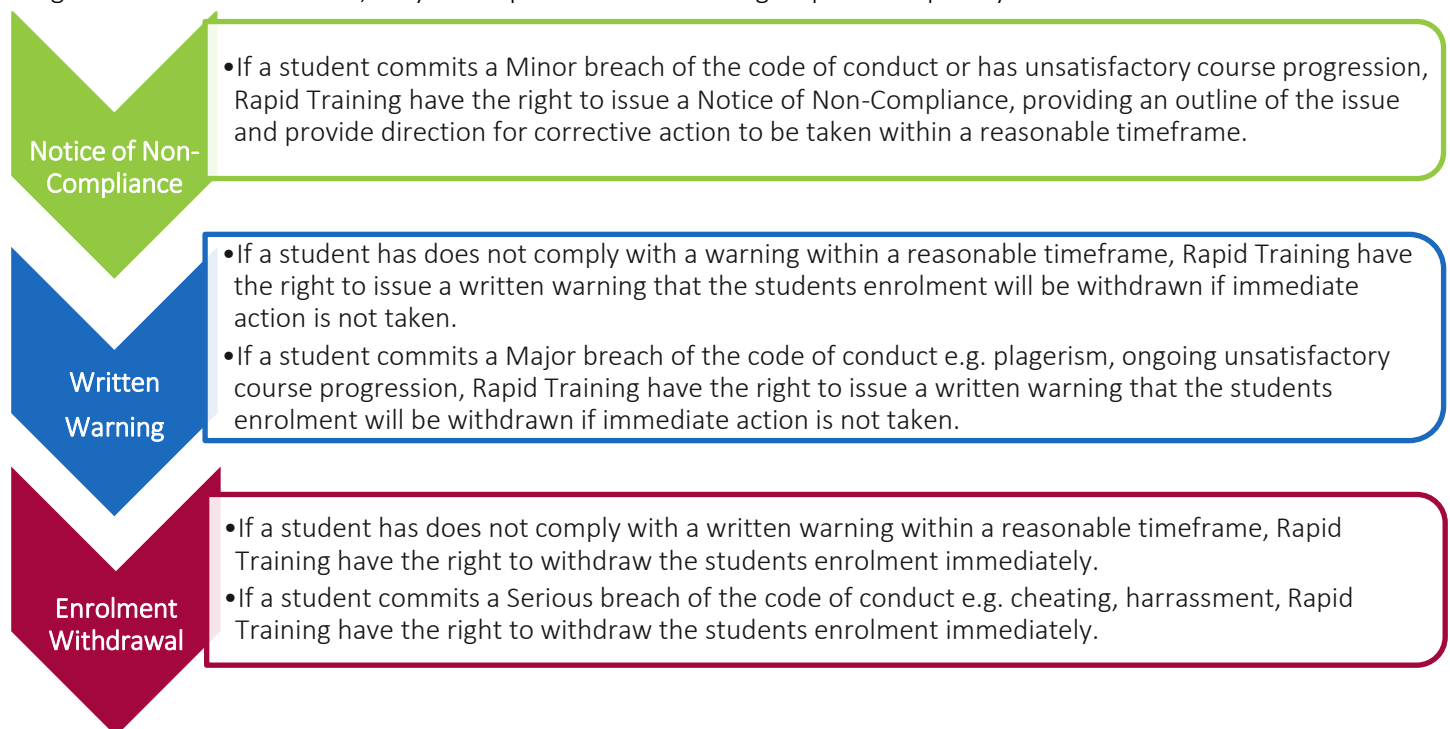 Notice of Non-
Compliance
•If a student commits a Minor breach of the code of conduct or has unsatisfactory course progression,
Rapid Training have the right to issue a Notice of Non-Compliance, providing an outline of the issue
and provide direction for corrective action to be taken within a reasonable timeframe.
Written
Warning
•If a student has does not comply with a warning within a reasonable timeframe, Rapid Training have
the right to issue a written warning that the students enrolment will be withdrawn if immediate
action is not taken.
•If a student commits a Major breach of the code of conduct e.g. plagerism, ongoing unsatisfactory
course progression, Rapid Training have the right to issue a written warning that the students
enrolment will be withdrawn if immediate action is not taken.
Enrolment
Withdrawal
•If a student has does not comply with a written warning within a reasonable timeframe, Rapid
Training have the right to withdraw the students enrolment immediately.
•If a student commits a Serious breach of the code of conduct e.g. cheating, harrassment, Rapid
Training have the right to withdraw the students enrolment immediately.